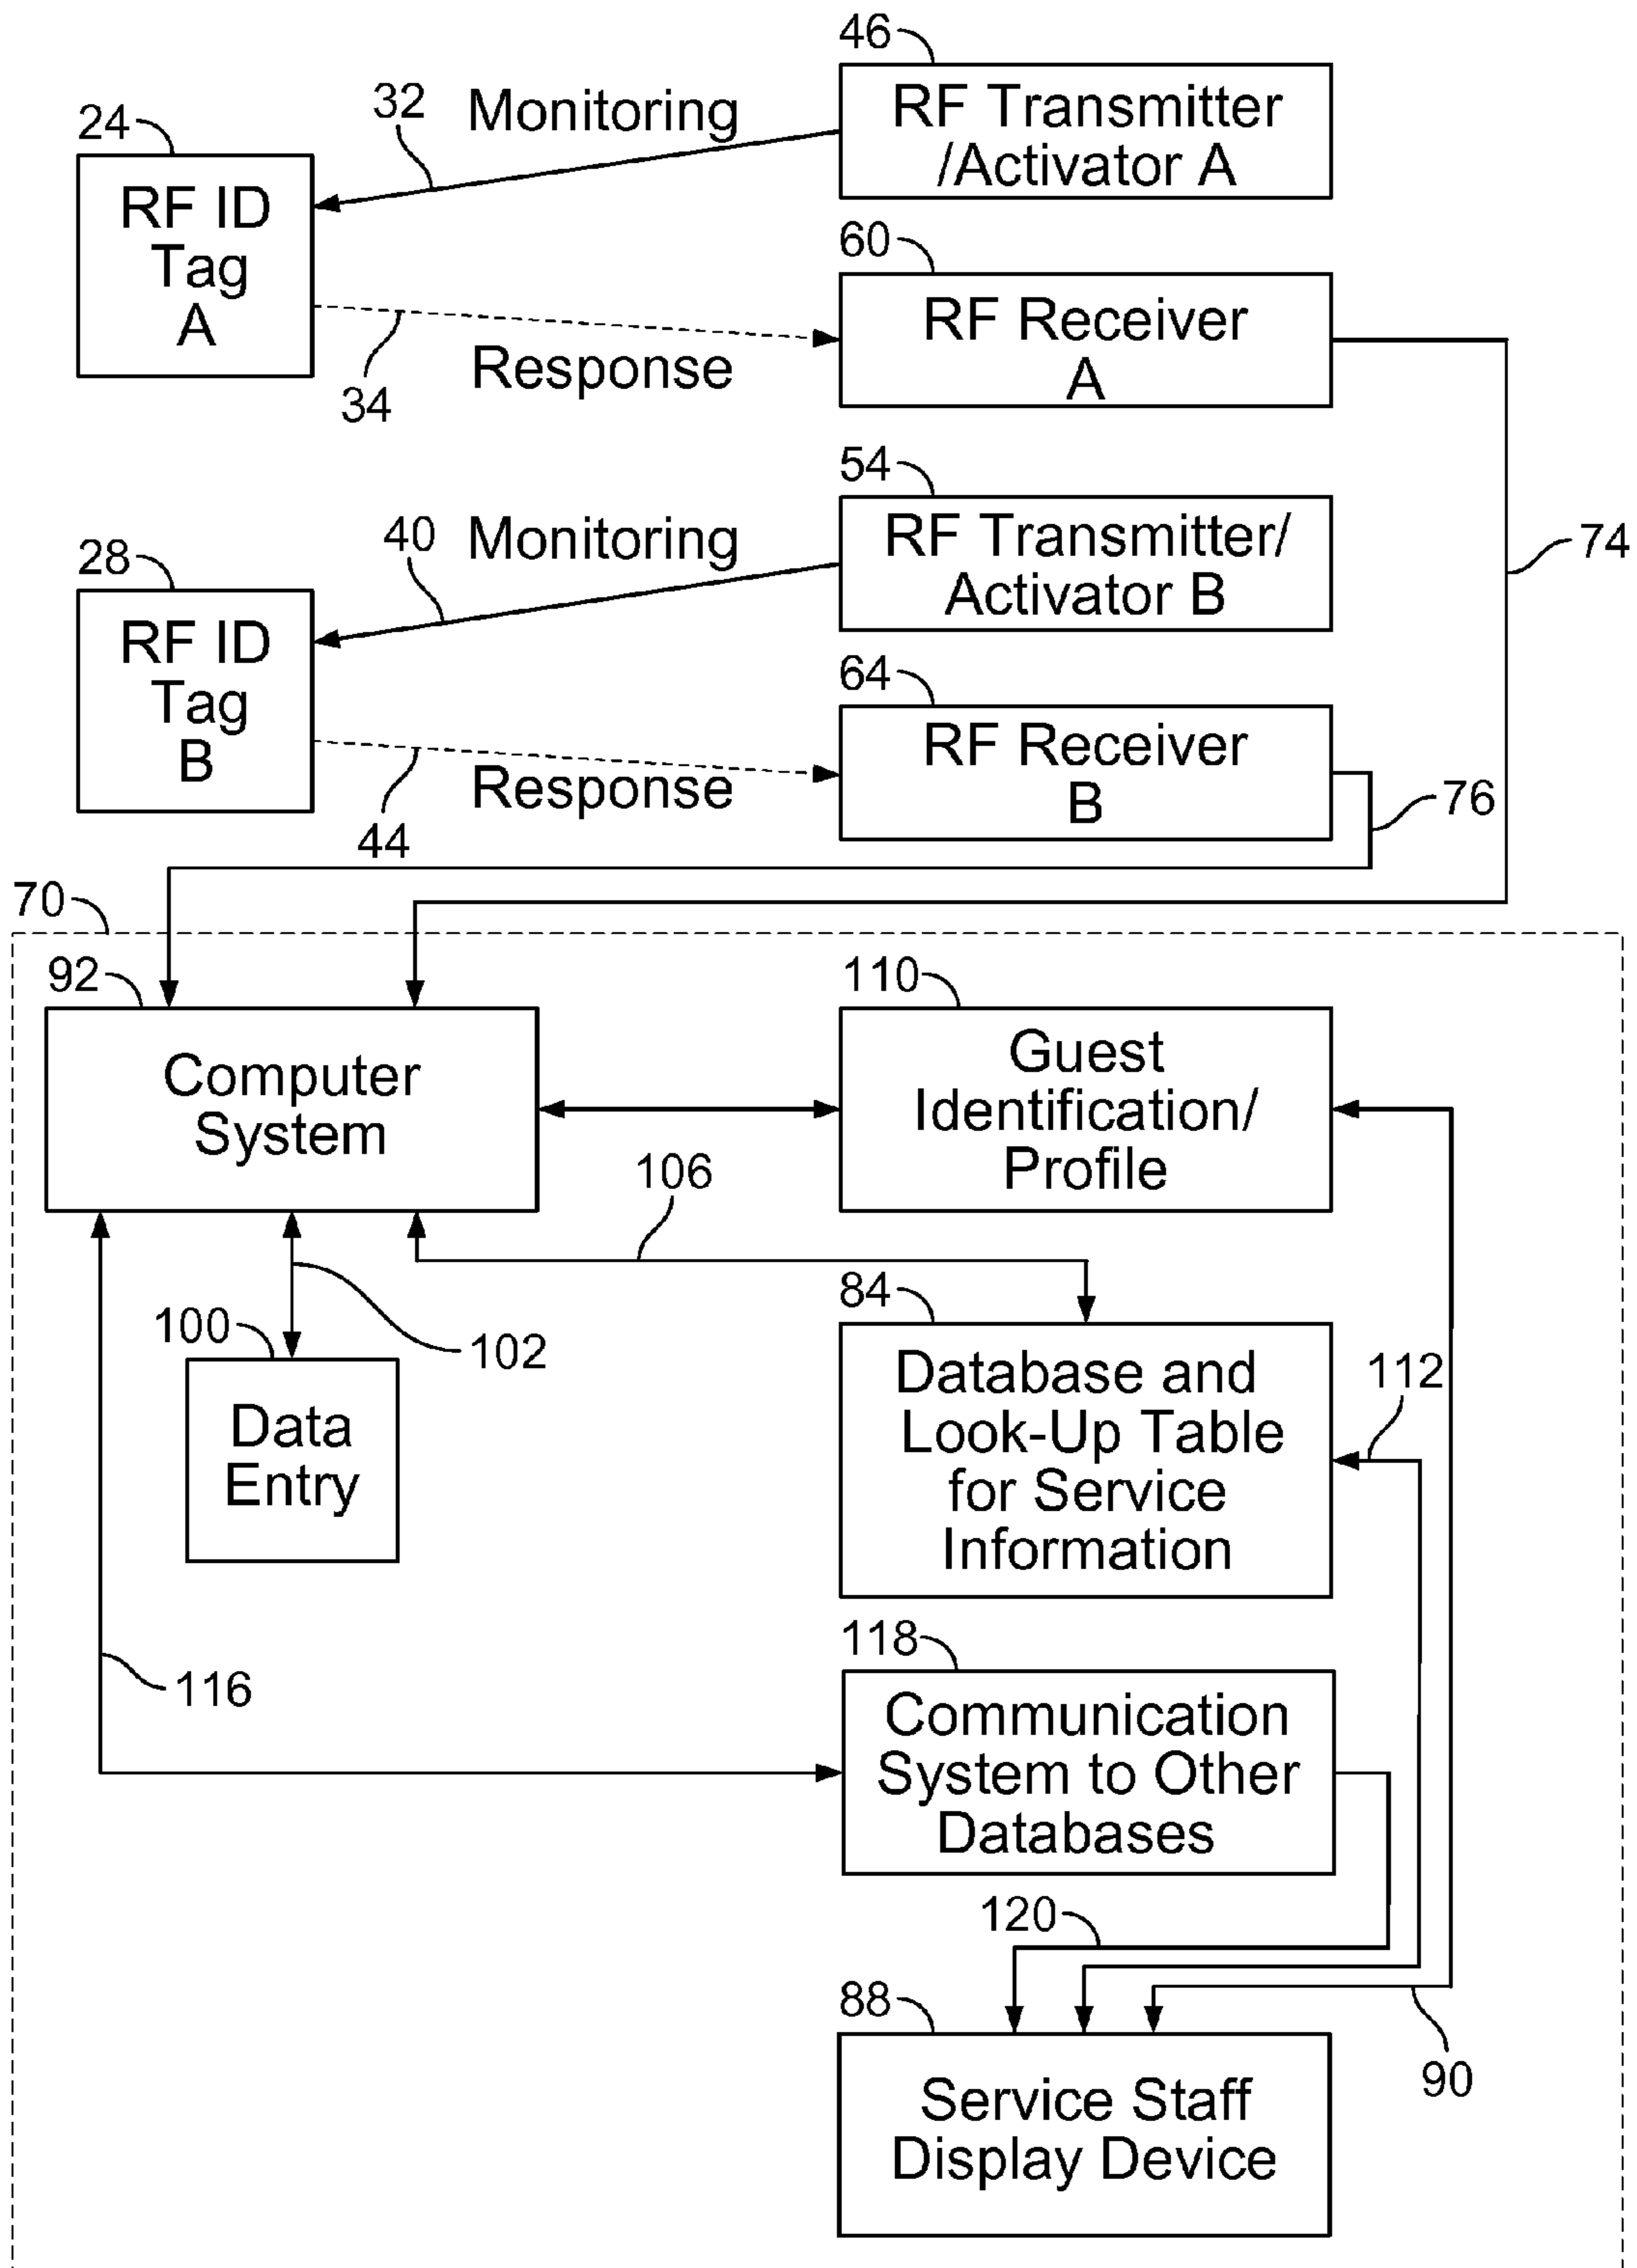 46
RF Transmitter
/Activator A
32
Monitoring
24
RF ID
Tag
A
60
RF Receiver
A
34
Response
54
RF Transmitter/
Activator B
40
Monitoring
74
28
RF ID
Tag
B
64
RF Receiver
B
76
44
Response
70
92
Computer
System
110
Guest
Identification/
Profile
106
84
Database and
Look-Up Table
for Service
Information
112
100
102
Data
Entry
118
Communication
System to Other
Databases
116
120
88
Service Staff
Display Device
90